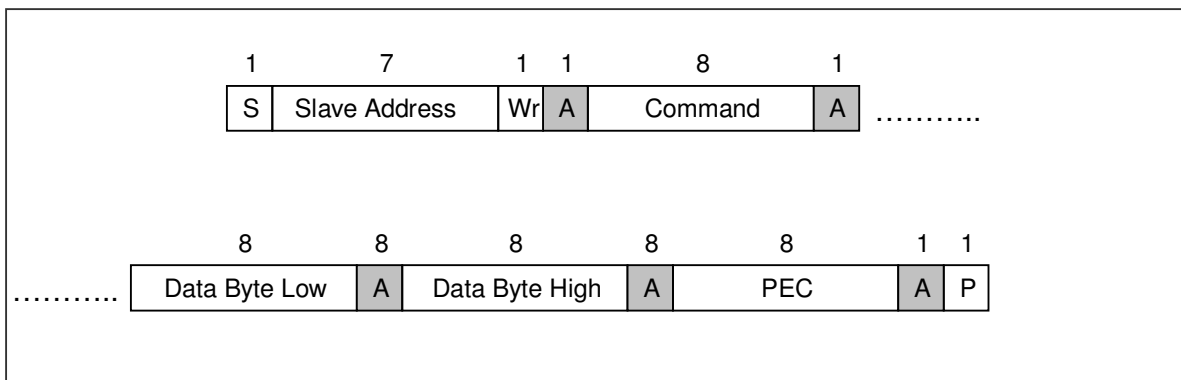 1 7 1 1 8 1
S Slave Address Wr A Command A ………..
8 8 8 8 8 1 1
……….. Data Byte Low A Data Byte High A PEC A P